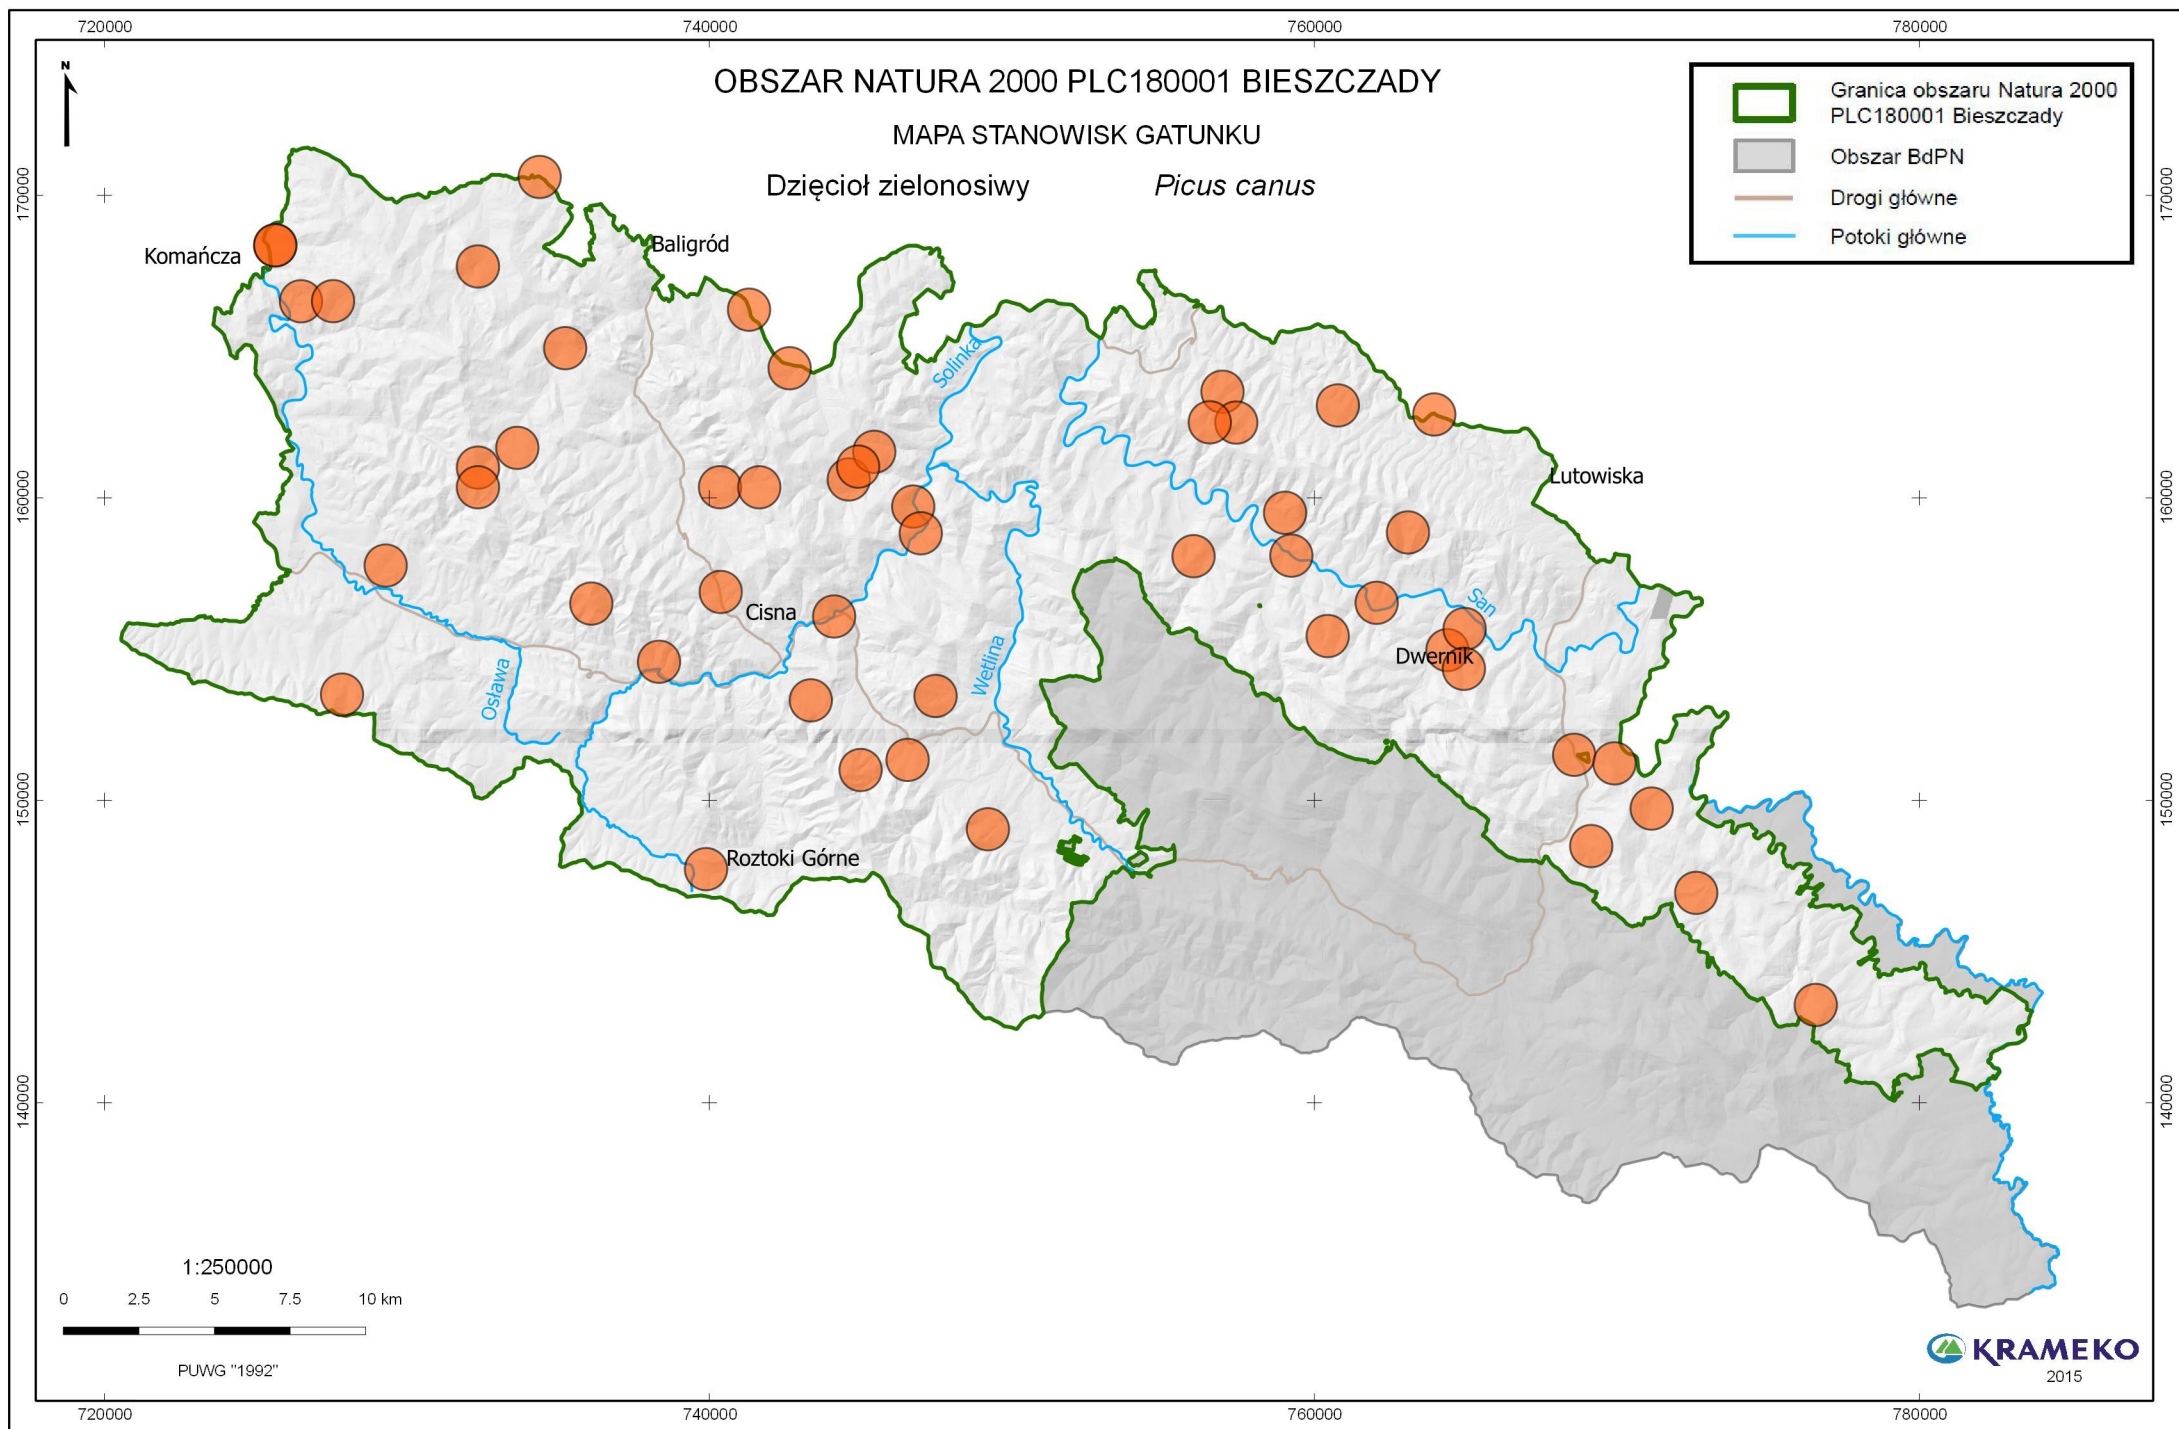 720000 740000 760000 780000
N
OBSZAR NATURA 2000 PLC180001 BIESZCZADY
MAPA STANOWISK GATUNKU
Dzięcioł zielonosiwy Picus canus
Granica obszaru Natura 2000
PLC180001 Bieszczady
Obszar BdPN
Drogi główne
Potoki główne
170000 170000
Komańcza
Baligród
Solinka
Lutowiska
160000 160000
Cisna
San
Dwernik
Wetlina
Osława
150000 150000
Roztoki Górne
140000 140000
1:250000
0 2.5 5 7.5 10 km
PUWG "1992"
KRAMEKO
2015
720000 740000 760000 780000